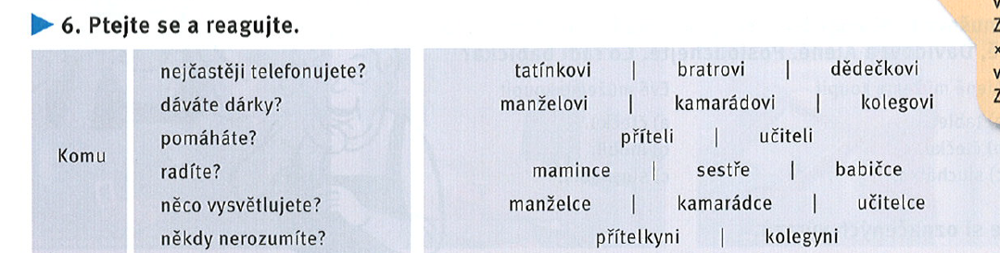 6. Ptejte se a reagujte.
Komu
nejčastěji telefonujete?
dáváte dárky?
pomáháte?
radíte?
něco vysvětlujete?
někdy nerozumíte?
tatínkovi | bratrovi | dědečkovi
manželovi | kamarádovi | kolegovi
příteli | učiteli
mamince | sestře | babičce
manželce | kamarádce | učitelce
přítelkyni | kolegyni